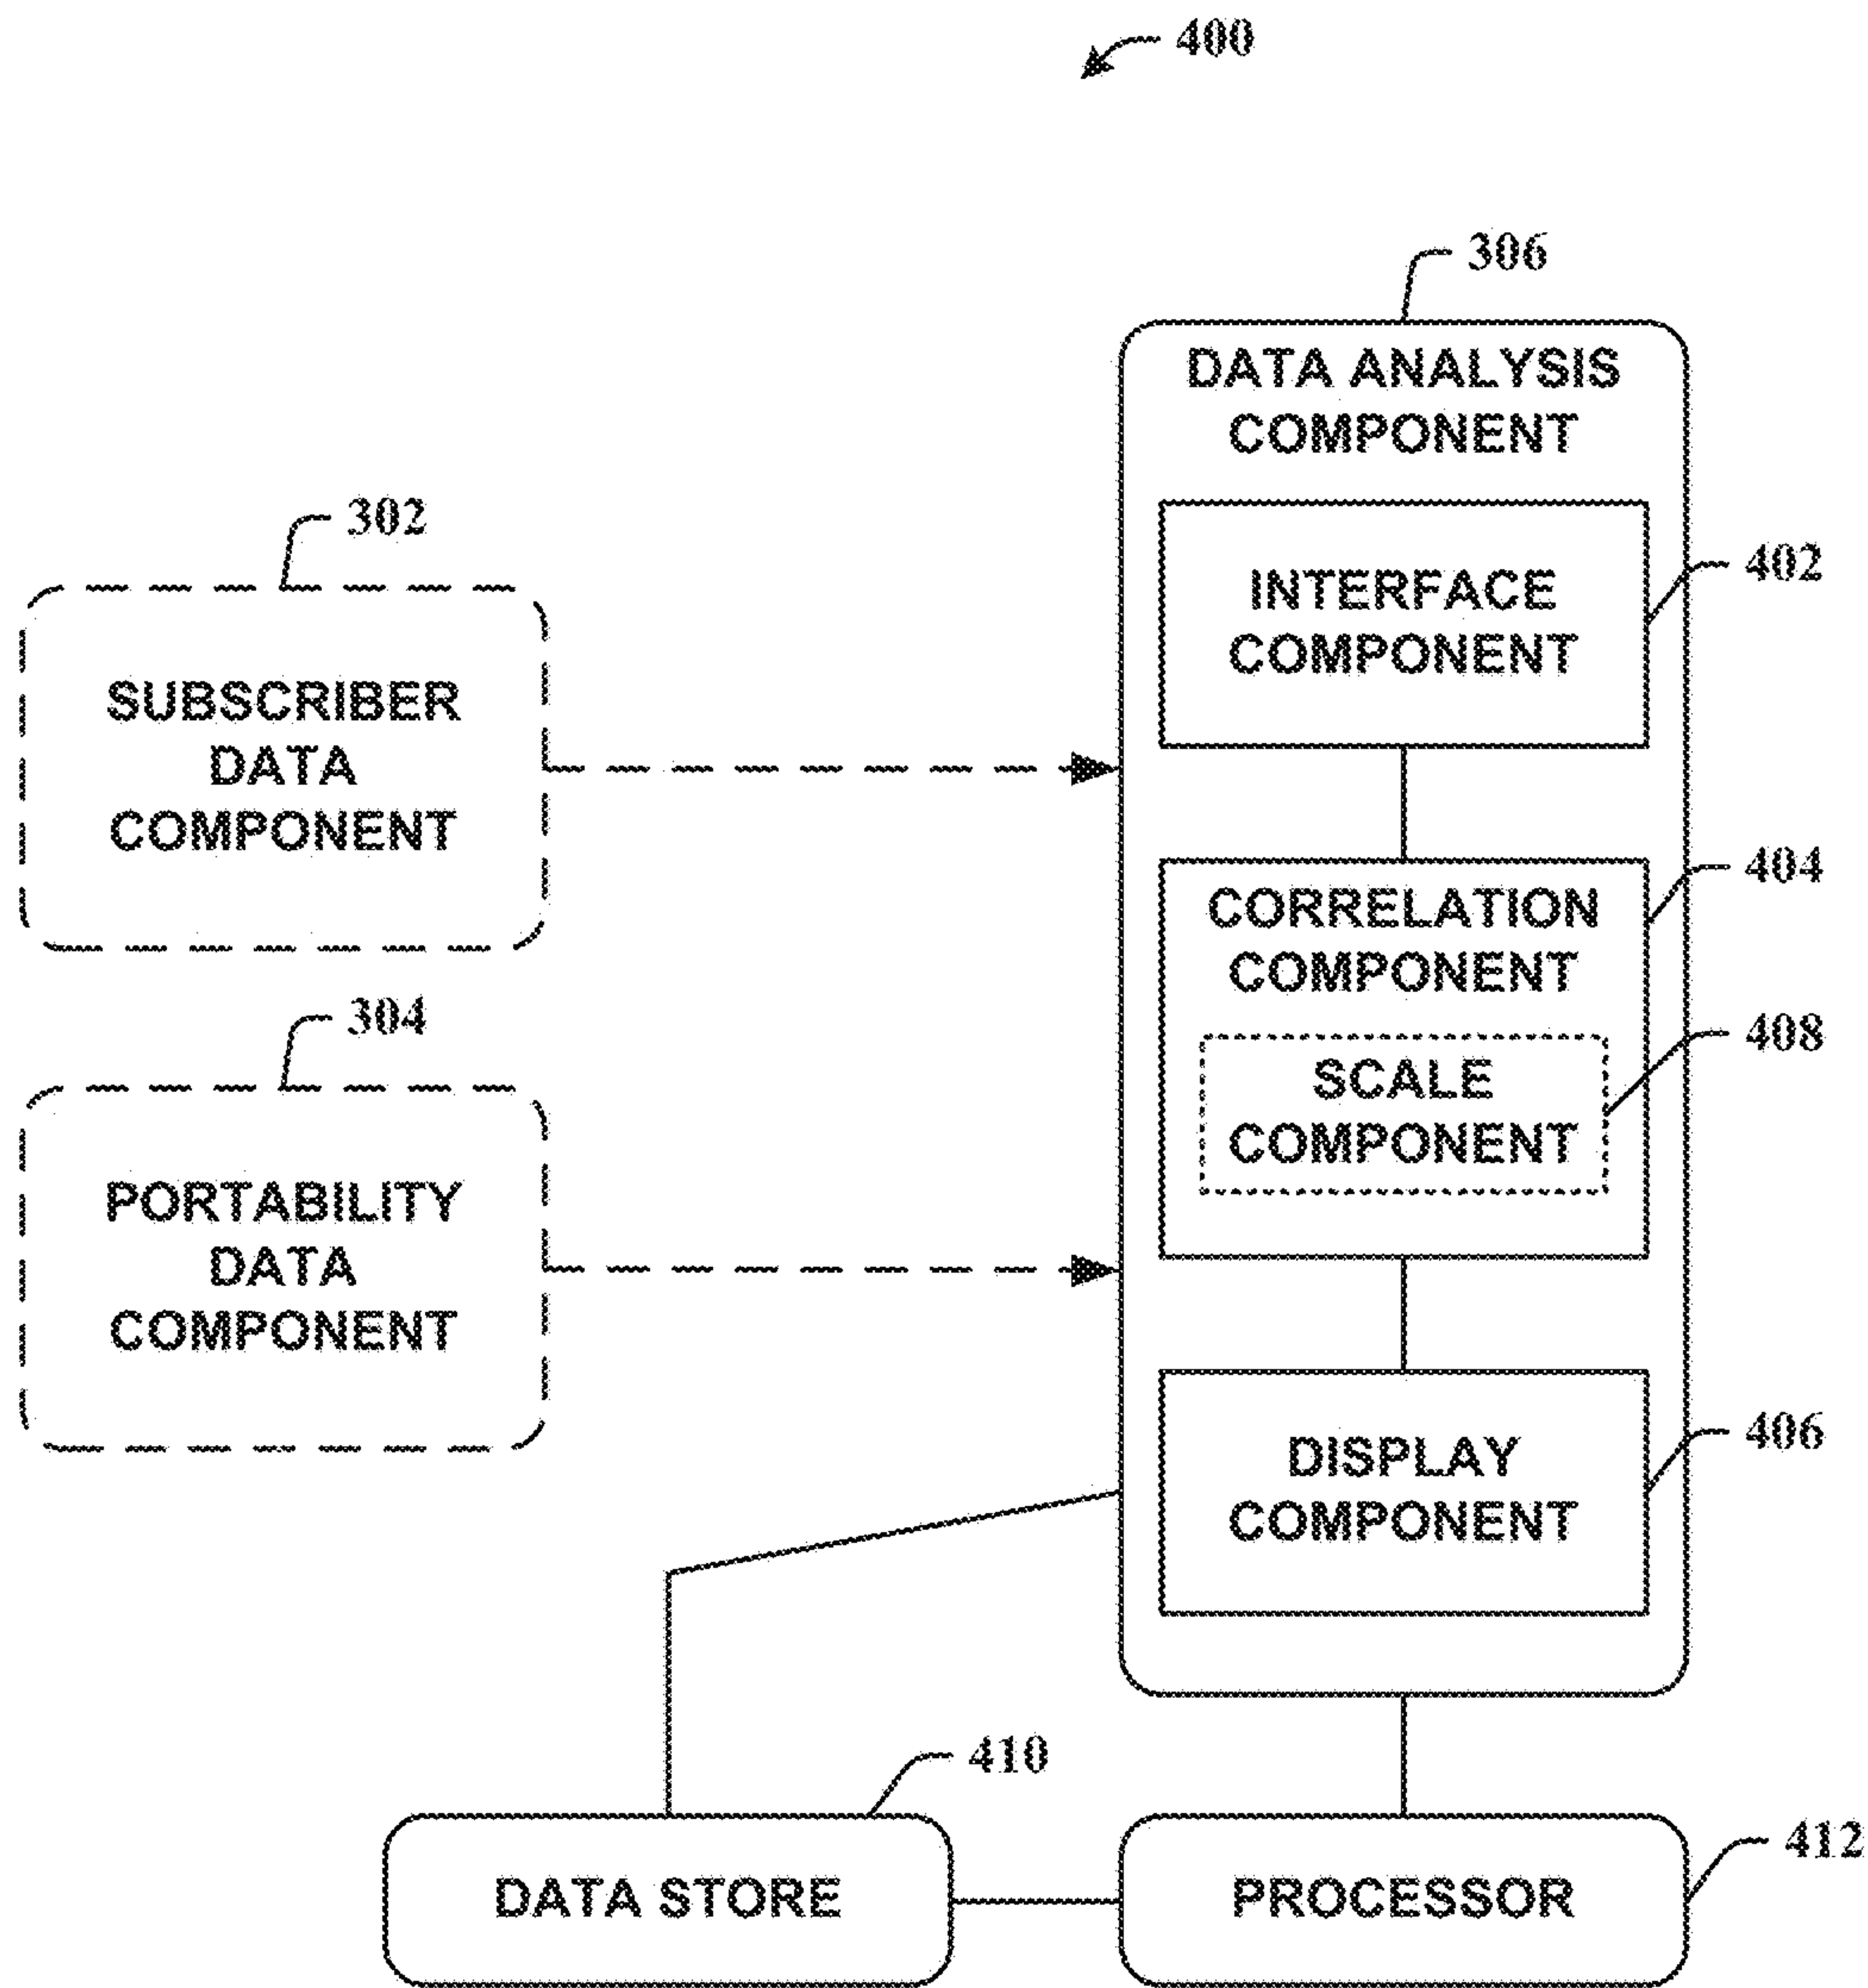 400
306
DATA ANALYSIS
COMPONENT
302
INTERFACE
COMPONENT
402
SUBSCRIBER
DATA
COMPONENT
404
CORRELATION
COMPONENT
304
408
SCALE
COMPONENT
PORTABILITY
DATA
COMPONENT
406
DISPLAY
COMPONENT
410
412
DATA STORE
PROCESSOR